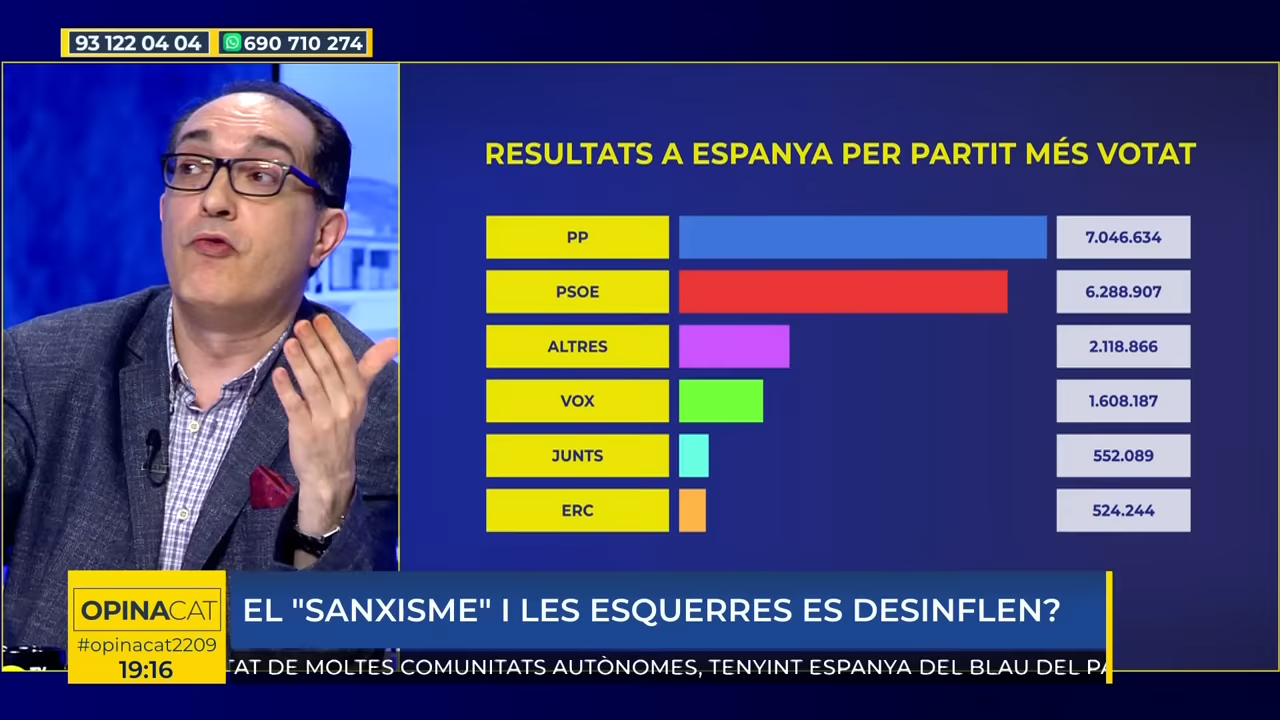 93 122 04 04
690 710 274
RESULTATS A ESPANYA PER PARTIT MÉS VOTAT
PP 7.046.634
PSOE 6.288.907
ALTRES 2.118.866
VOX 1.608.187
JUNTS 552.089
ERC 524.244
OPINACAT
#opinacat2209
19:16
EL "SANXISME" I LES ESQUERRES ES DESINFLEN?
TAT DE MOLTES COMUNITATS AUTÒNOMES, TENYINT ESPANYA DEL BLAU DEL PA